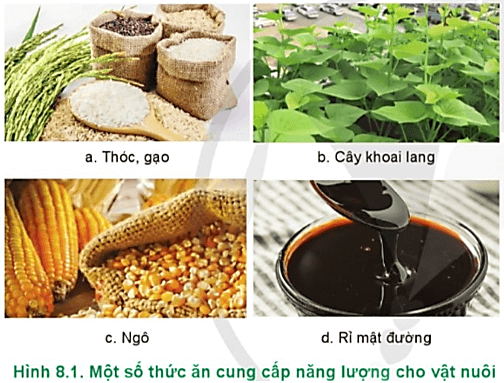 a. Thóc, gạo
b. Cây khoai lang
c. Ngô
d. Rỉ mật đường
Hình 8.1. Một số thức ăn cung cấp năng lượng cho vật nuôi